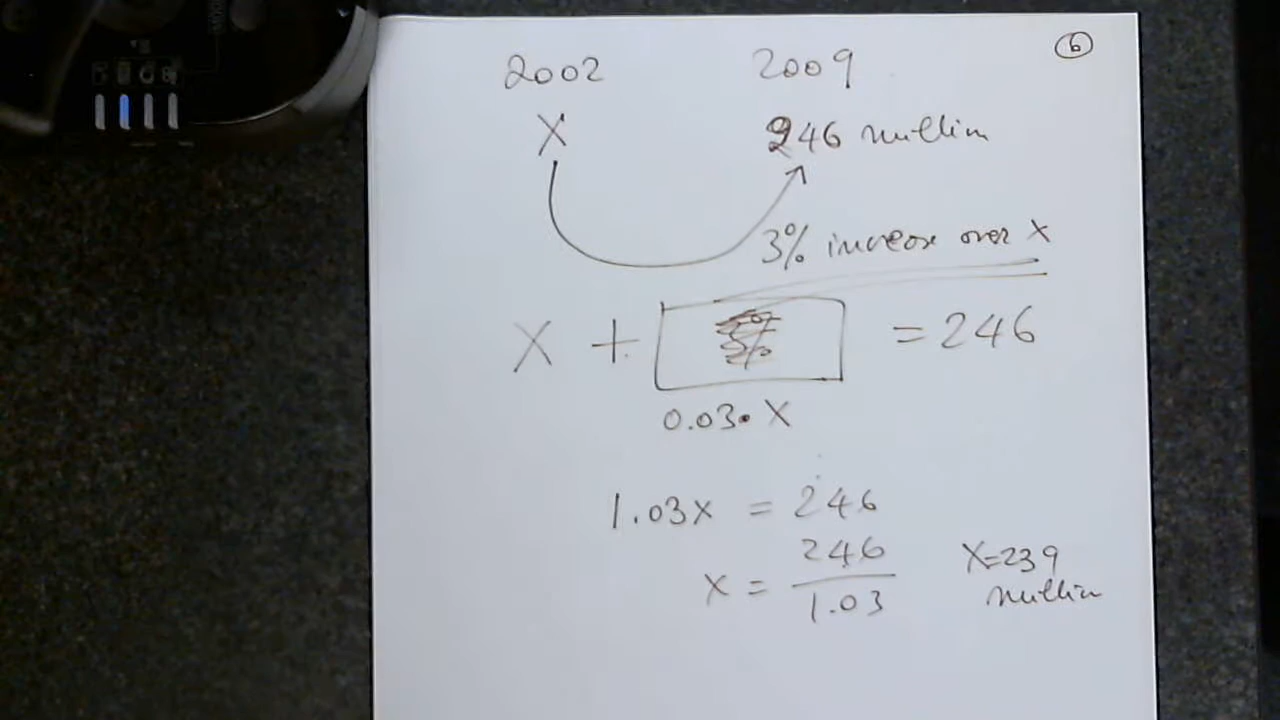 6
2002 2009
X 246 million
3% increase over X
X + = 246
0.03 • X
1.03X = 246
X = 246 / 1.03
X=239
million